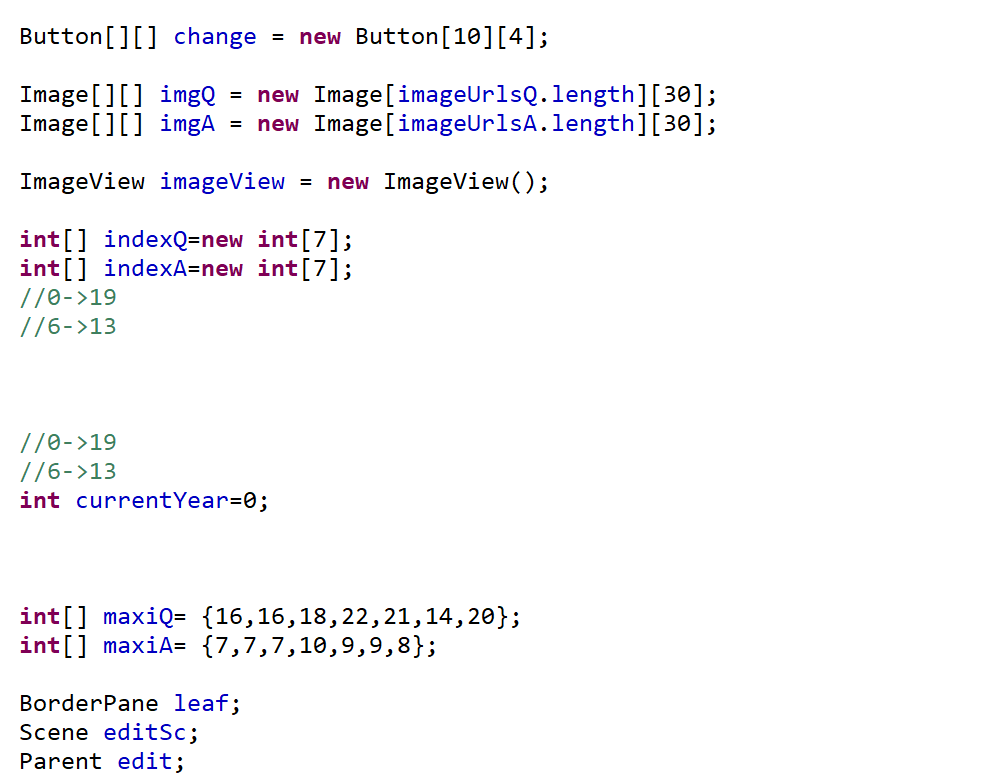 Button[][] change = new Button[10][4];
Image[][] imgQ = new Image[imageUrlsQ.length][30];
Image[][] imgA = new Image[imageUrlsA.length][30];
ImageView imageView = new ImageView();
int[] indexQ=new int[7];
int[] indexA=new int[7];
//0->19
//6->13
//0->19
//6->13
int currentYear=0;
int[] maxiQ= {16,16,18,22,21,14,20};
int[] maxiA= {7,7,7,10,9,9,8};
BorderPane leaf;
Scene editSc;
Parent edit;